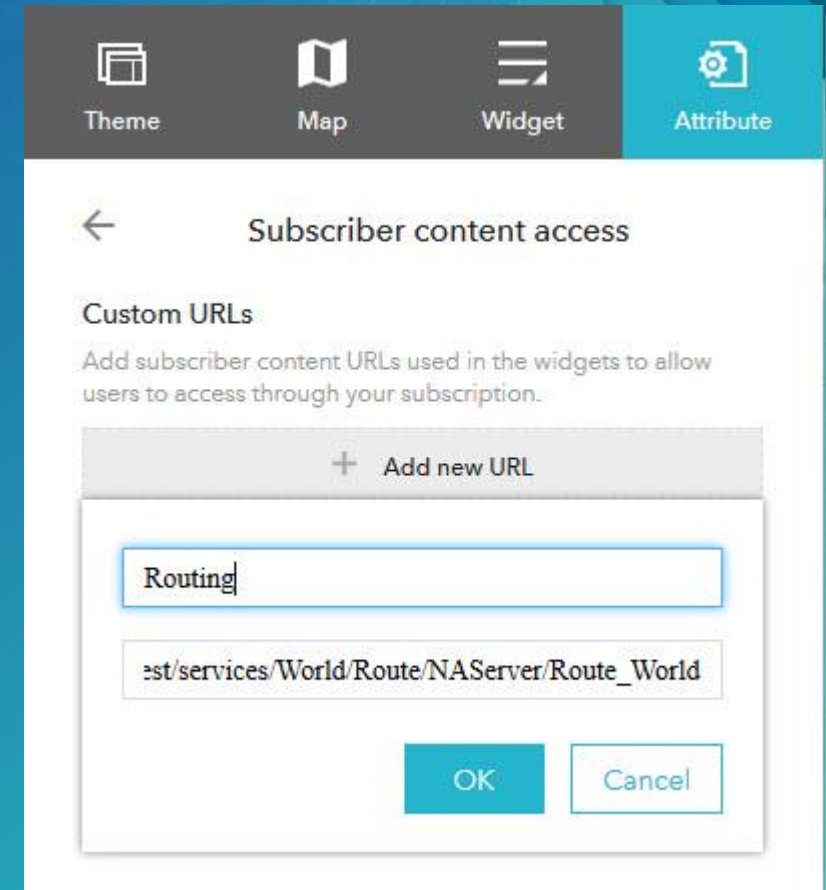 Theme Map Widget Attribute
Subscriber content access
Custom URLs
Add subscriber content URLs used in the widgets to allow
users to access through your subscription.
+ Add new URL
Routing
est/services/World/Route/NAServer/Route_World
OK Cancel